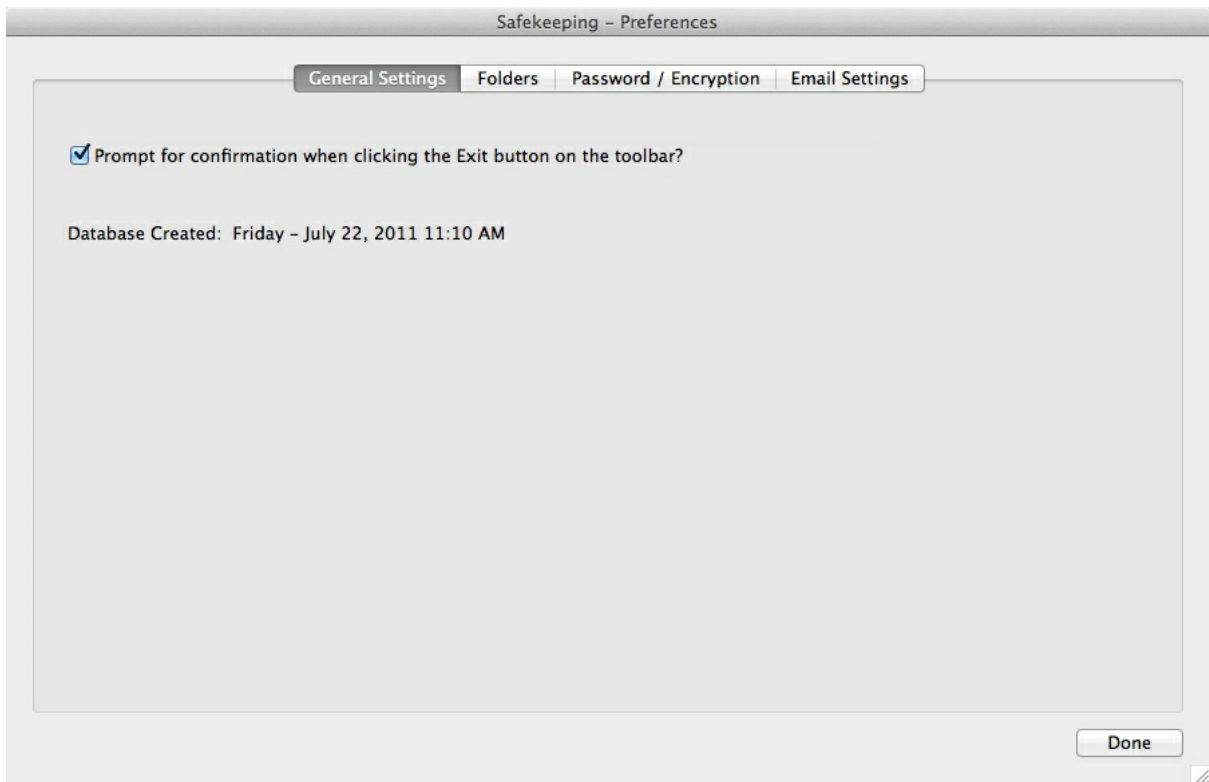 Safekeeping – Preferences
General Settings Folders Password / Encryption Email Settings
Prompt for confirmation when clicking the Exit button on the toolbar?
Database Created: Friday – July 22, 2011 11:10 AM
Done